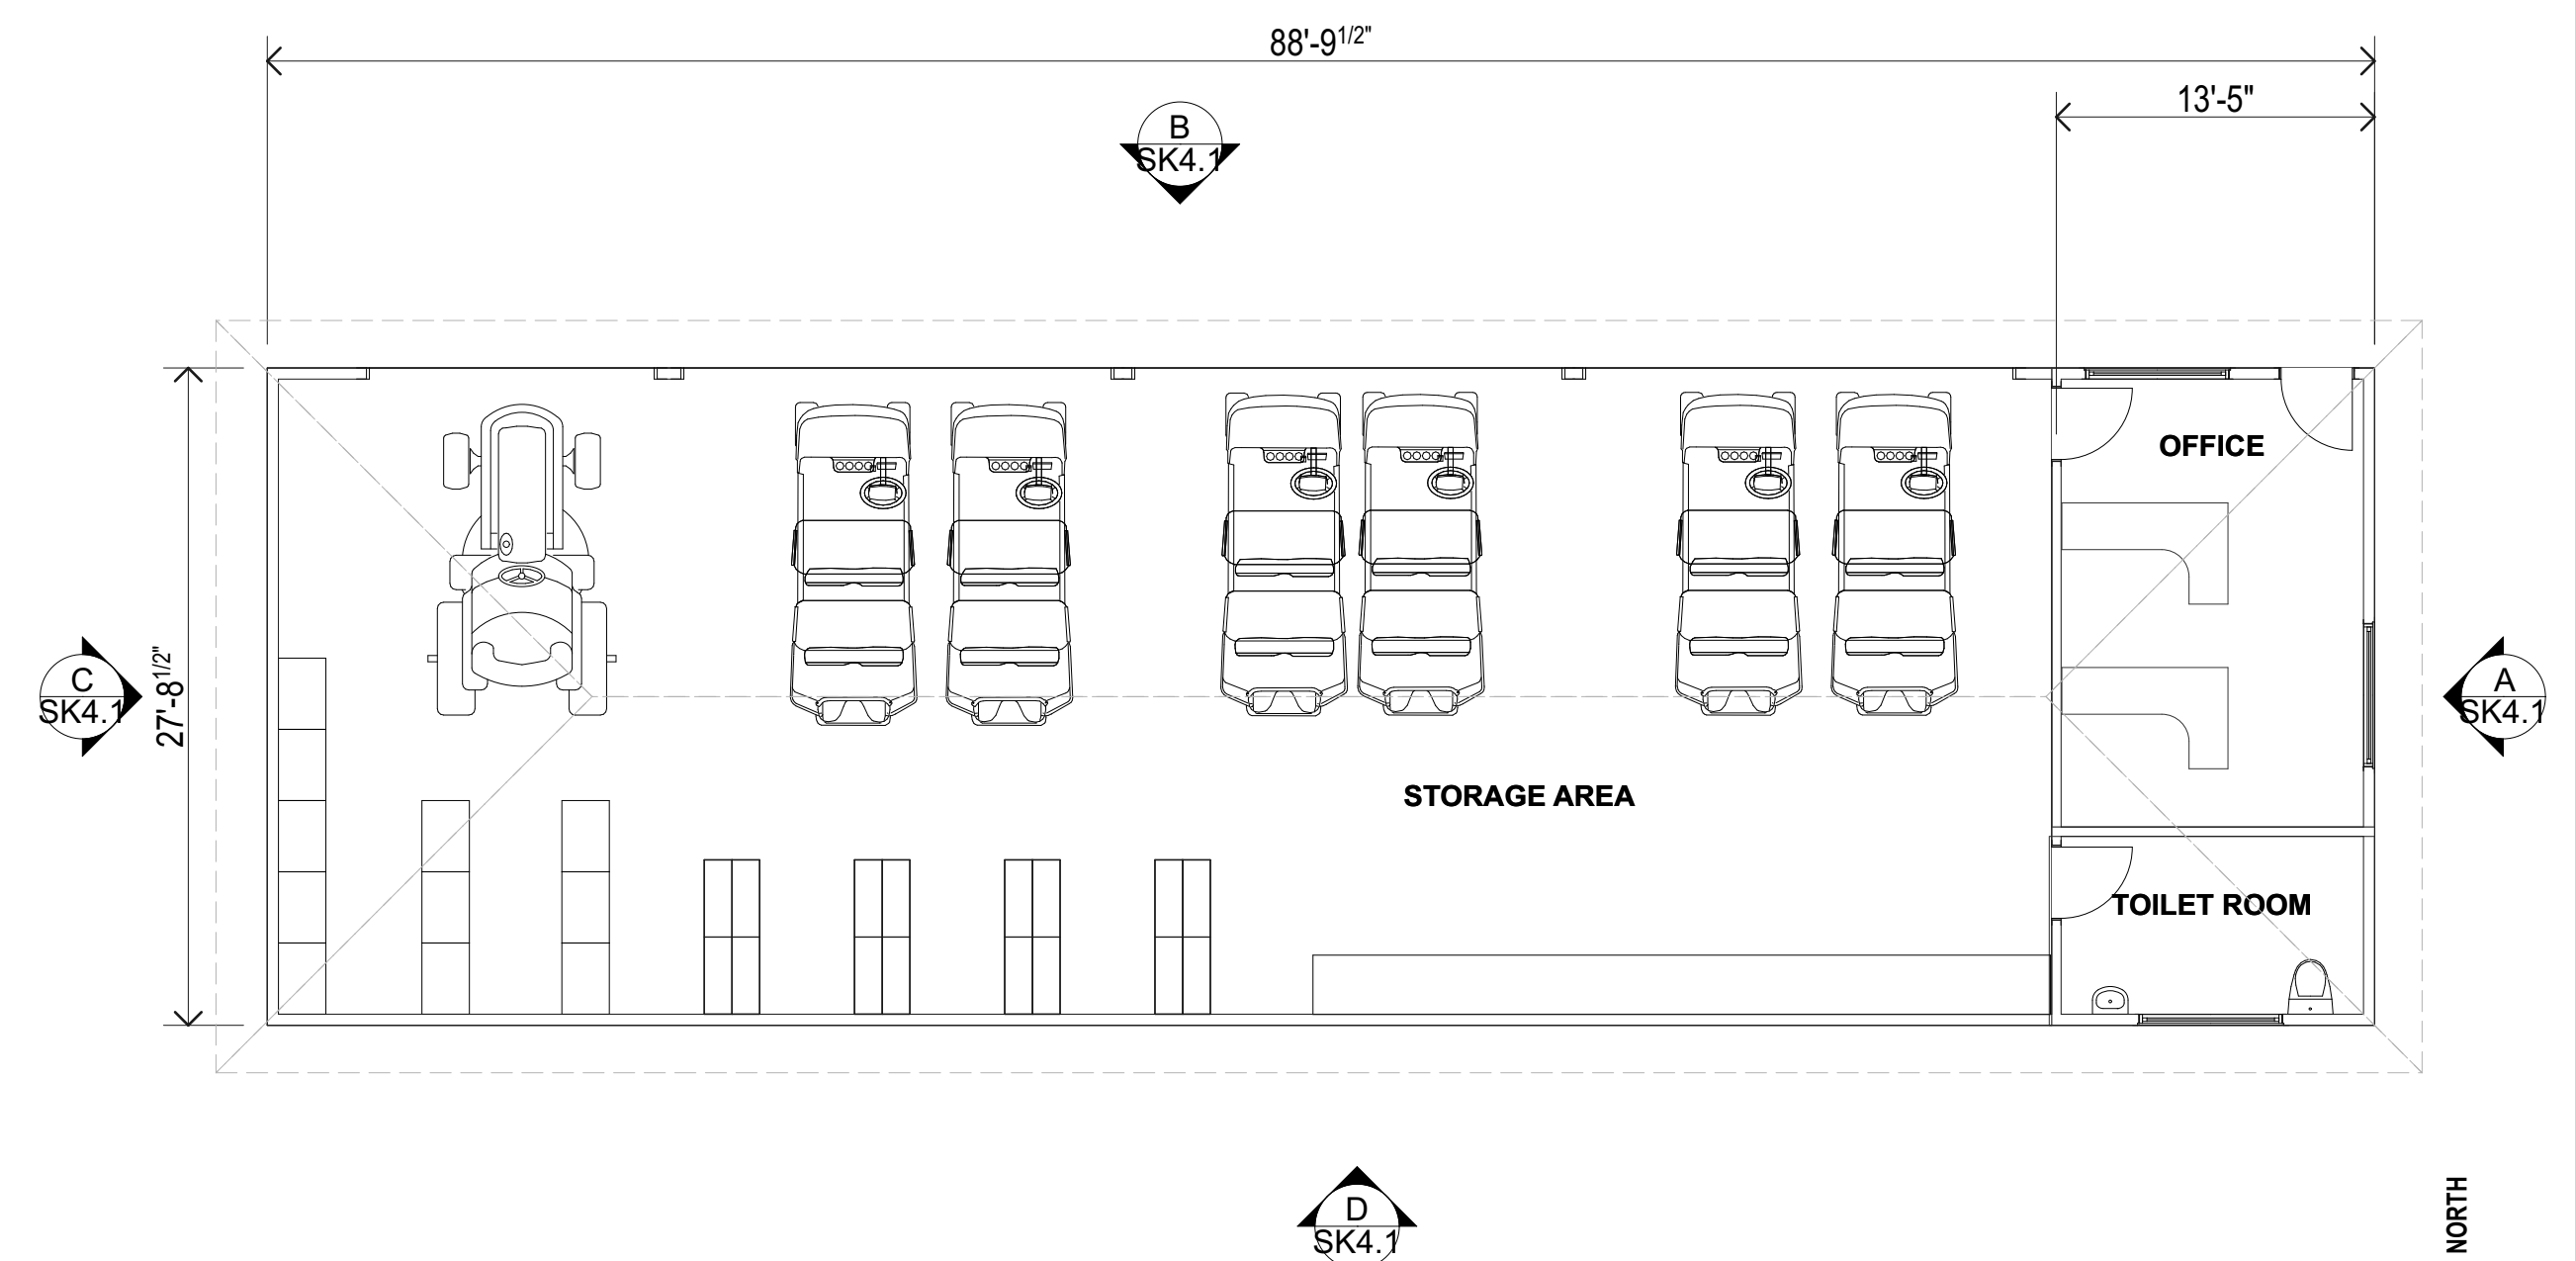 88'-9 1/2"
13'-5"
B
SK4.1
OFFICE
C
SK4.1
27'-8 1/2"
A
SK4.1
STORAGE AREA
TOILET ROOM
D
SK4.1
NORTH